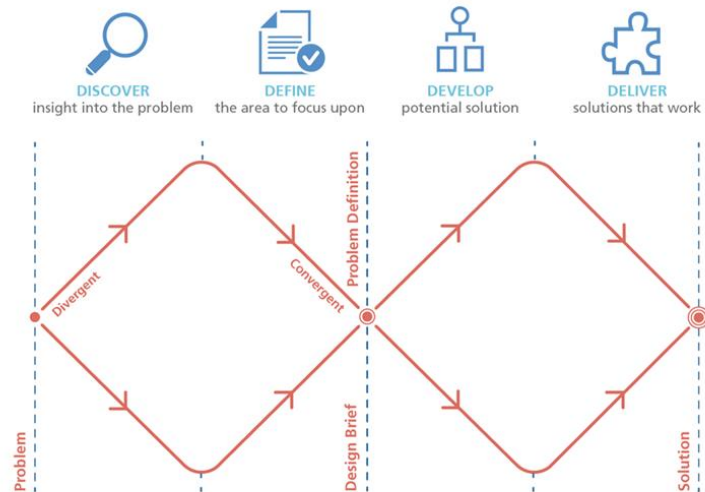 DISCOVER
insight into the problem
DEFINE
the area to focus upon
DEVELOP
potential solution
DELIVER
solutions that work
Divergent
Convergent
Problem Definition
Problem
Design Brief
Solution